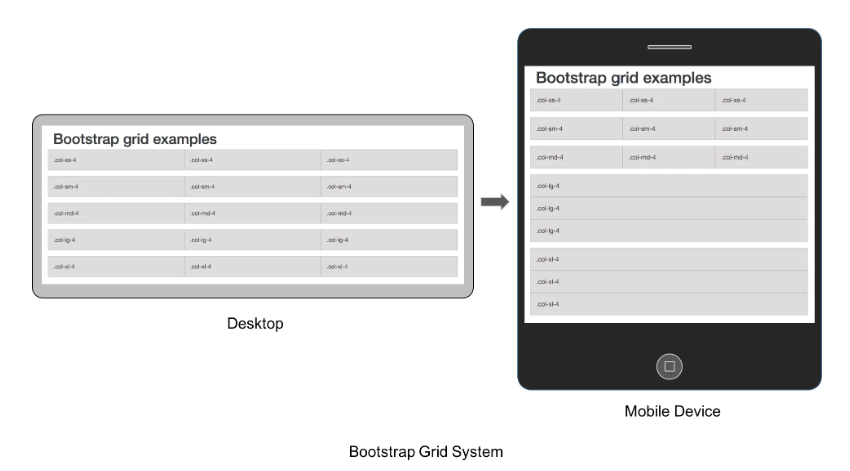 Bootstrap grid examples
.col-xs-4 .col-xs-4 .col-xs-4
.col-sm-4 .col-sm-4 .col-sm-4
.col-md-4 .col-md-4 .col-md-4
.col-lg-4 .col-lg-4 .col-lg-4
.col-xl-4 .col-xl-4 .col-xl-4
Desktop
Bootstrap grid examples
.col-xs-4 .col-xs-4 .col-xs-4
.col-sm-4 .col-sm-4 .col-sm-4
.col-md-4 .col-md-4 .col-md-4
.col-lg-4
.col-lg-4
.col-lg-4
.col-xl-4
.col-xl-4
.col-xl-4
Mobile Device
Bootstrap Grid System